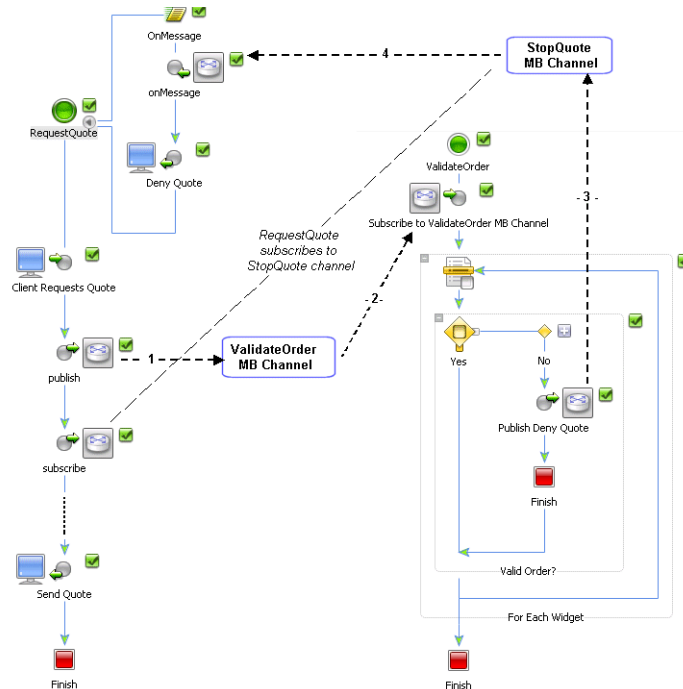 OnMessage
onMessage
Deny Quote
RequestQuote
Client Requests Quote
publish
subscribe
Send Quote
Finish
1
ValidateOrder
MB Channel
RequestQuote
subscribes to
StopQuote channel
- 2-
4
StopQuote
MB Channel
- 3 -
ValidateOrder
Subscribe to ValidateOrder MB Channel
Yes
No
Publish Deny Quote
Finish
Valid Order?
For Each Widget
Finish